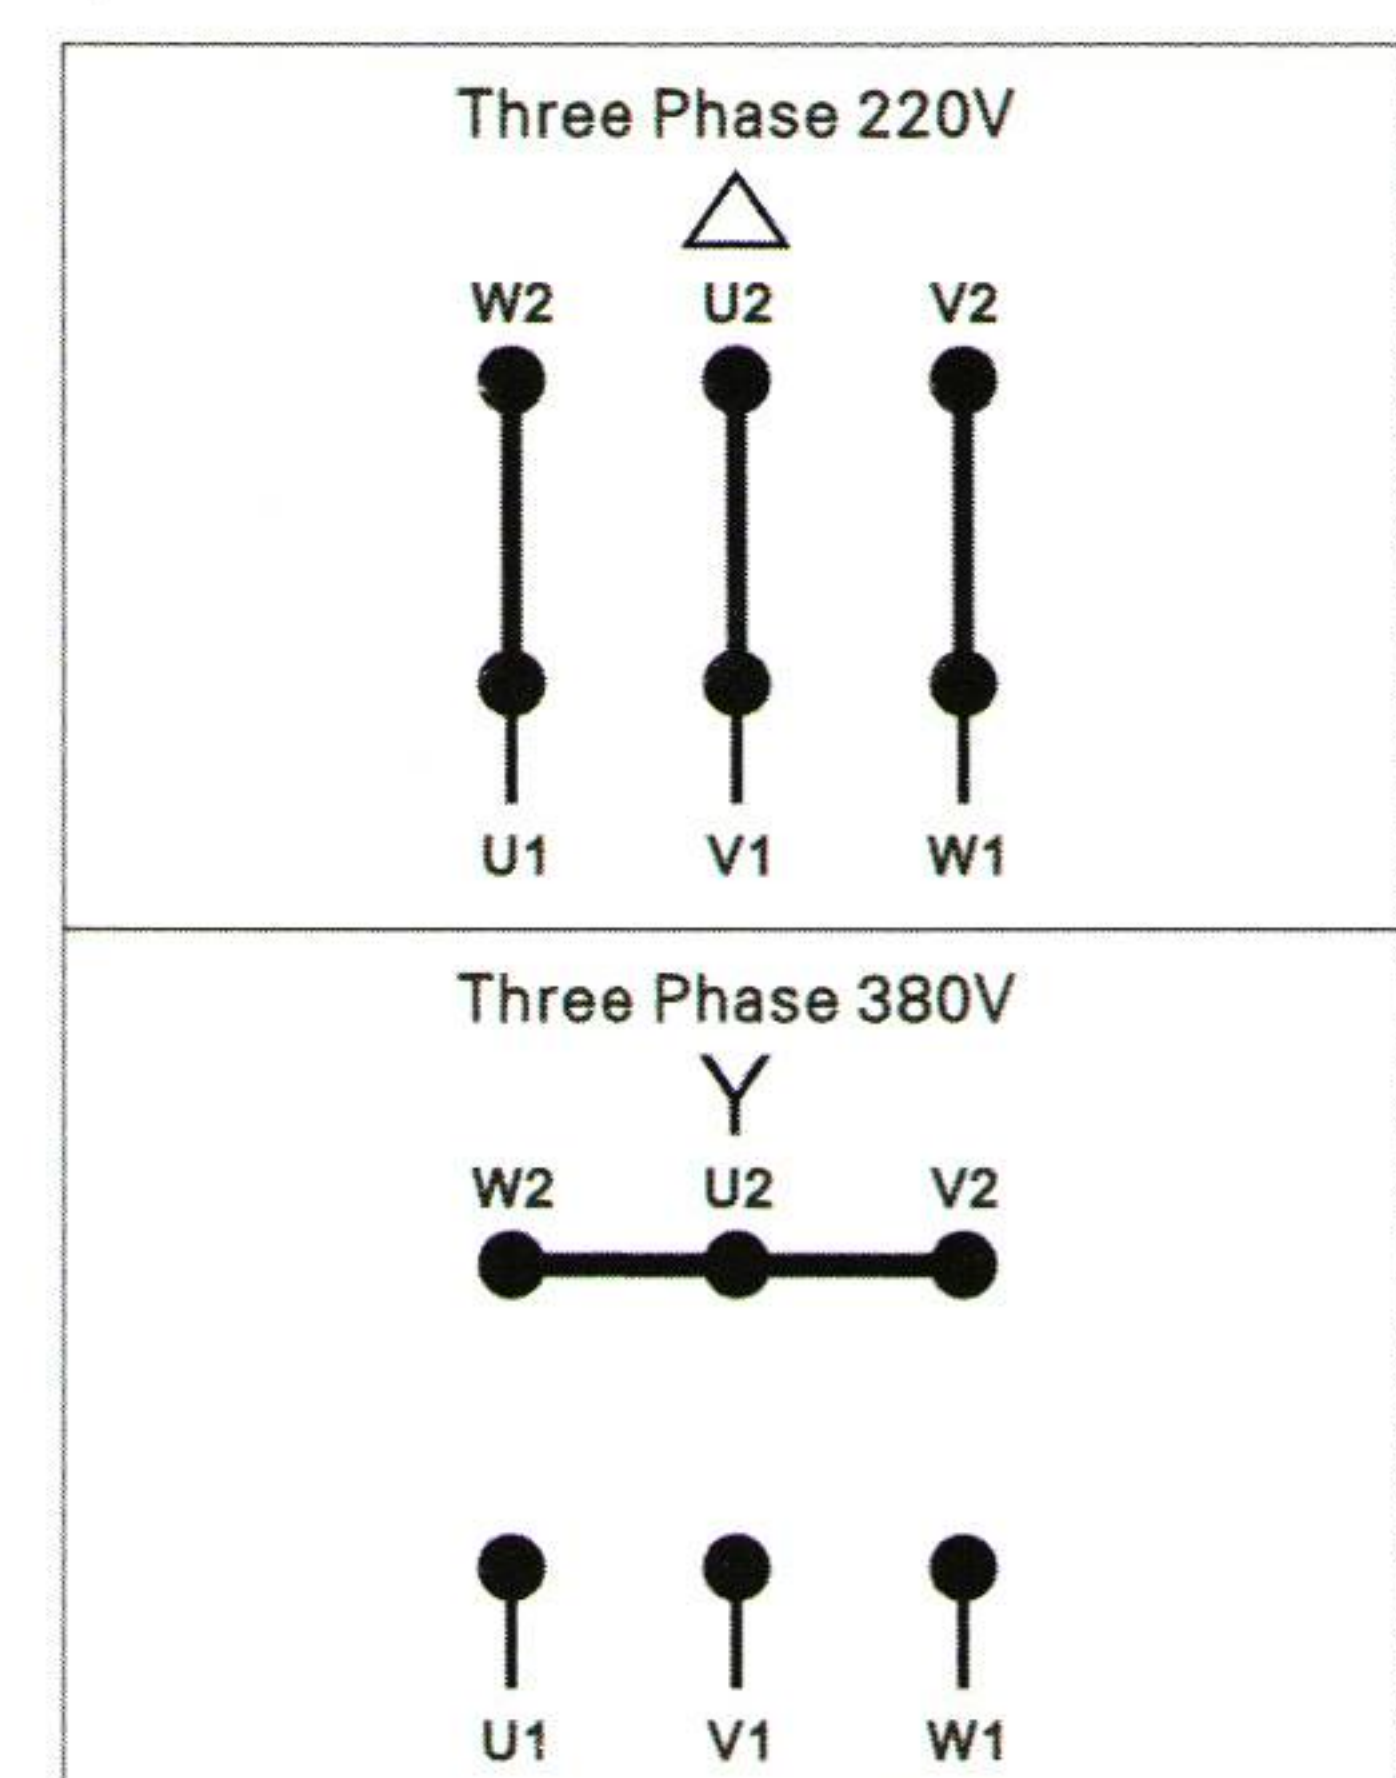 Three Phase 220V
W2 U2 V2
U1 V1 W1
Three Phase 380V
Y
W2 U2 V2
U1 V1 W1